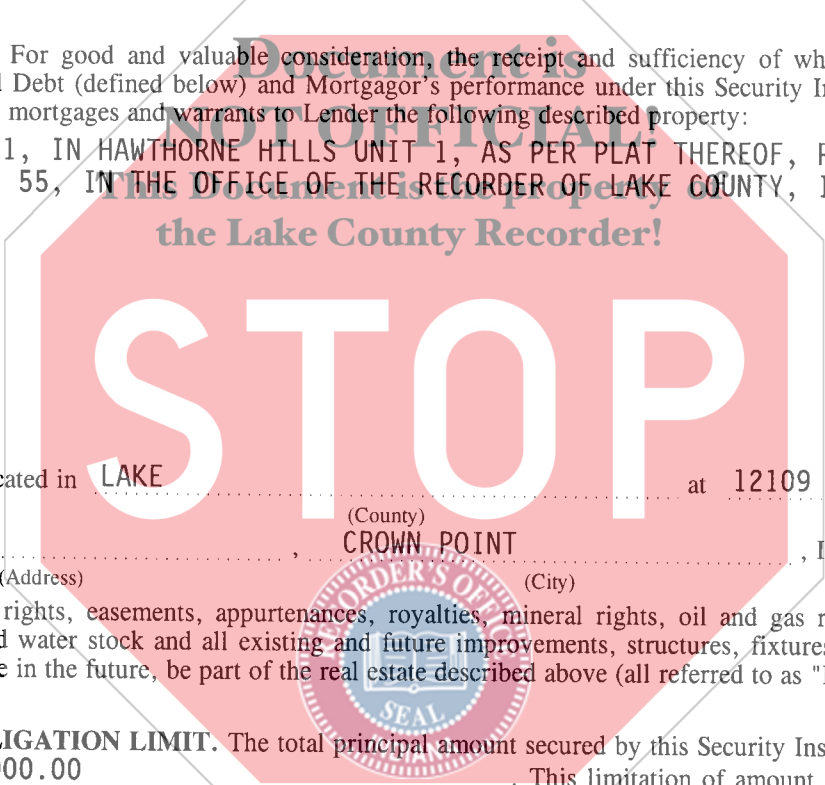 Document is
NOT OFFICIAL!
This Document is the property of
the Lake County Recorder!
STOP
For good and valuable consideration, the receipt and sufficiency of wh
Debt (defined below) and Mortgagor's performance under this Security In
mortgages and warrants to Lender the following described property:
1, IN HAWTHORNE HILLS UNIT 1, AS PER PLAT THEREOF,
55, IN THE OFFICE OF THE RECORDER OF LAKE COUNTY,
cated in LAKE at 12109
(County)
, CROWN POINT ,
(Address) (City)
rights, easements, appurtenances, royalties, mineral rights, oil and gas
water stock and all existing and future improvements, structures, fixtures
e in the future, be part of the real estate described above (all referred to as "
RECORDER'S OFFICE
SEAL
LIGATION LIMIT. The total principal amount secured by this Security Ins
000.00 . This limitation of amount